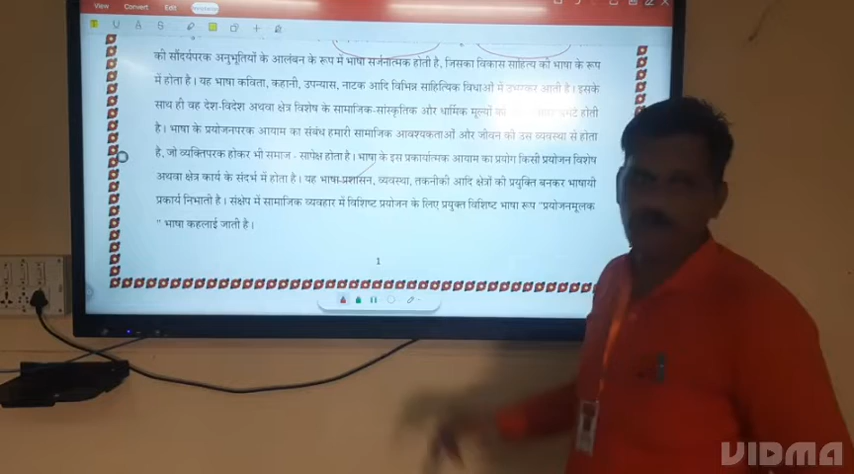 View Convert Edit
की सौंदर्यपरक अनुभूतियों के आलंबन के रूप में भाषा सर्जनात्मक होती है, जिसका विकास साहित्य की भाषा के रूप
में होता है। यह भाषा कविता, कहानी, उपन्यास, नाटक आदि विभिन्न साहित्यिक विधाओं में उभरकर आती है। इसके
साथ ही वह देश-विदेश अथवा क्षेत्र विशेष के सामाजिक-सांस्कृतिक और धार्मिक मूल्यों होती
है। भाषा के प्रयोजनपरक आयाम का संबंध हमारी सामाजिक आवश्यकताओं और जीवन की उस व्यवस्था से होता
है, जो व्यक्तिपरक होकर भी समाज - सापेक्ष होता है। भाषा के इस प्रकार्यात्मक आयाम का प्रयोग किसी प्रयोजन विशेष
अथवा क्षेत्र कार्य के संदर्भ में होता है। यह भाषा-प्रशासन, व्यवस्था, तकनीकी आदि क्षेत्रों की प्रयुक्ति बनकर भाषायी
प्रकार्य निभाती है। संक्षेप में सामाजिक व्यवहार में विशिष्ट प्रयोजन के लिए प्रयुक्त विशिष्ट भाषा रूप "प्रयोजनमूलक
" भाषा कहलाई जाती है।
1
VIDMA